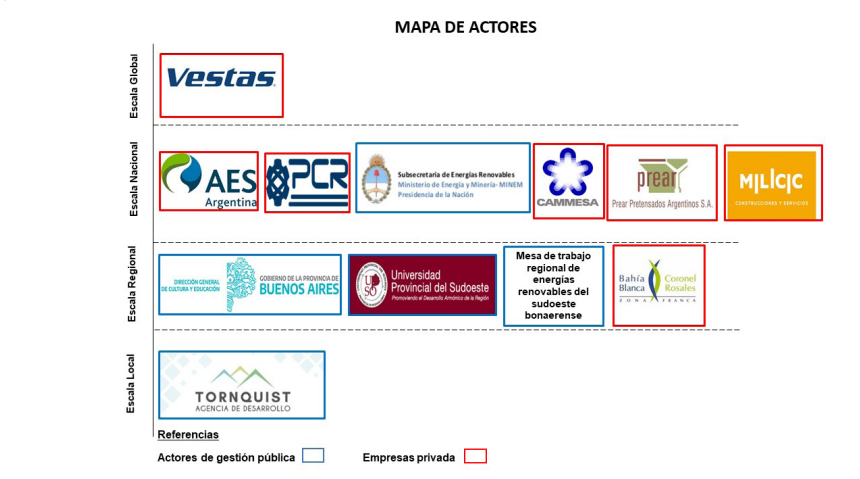 MAPA DE ACTORES
Escala Global
Vestas
Escala Nacional
AES
Argentina
PCR
Subsecretaría de Energías Renovables
Ministerio de Energía y Minería- MINEM
Presidencia de la Nación
CAMMESA
prear
Prear Pretensados Argentinos S.A.
MILICIC
CONSTRUCCIONES Y SERVICIOS
Escala Regional
DIRECCIÓN GENERAL
DE CULTURA Y EDUCACIÓN
GOBIERNO DE LA PROVINCIA DE
BUENOS AIRES
UPSO
Universidad
Provincial del Sudoeste
Promoviendo el Desarrollo Armónico de la Región
Mesa de trabajo
regional de
energías
renovables del
sudoeste
bonaerense
Bahía Coronel
Blanca Rosales
ZONA FRANCA
Escala Local
TORNQUIST
AGENCIA DE DESARROLLO
Referencias
Actores de gestión pública
Empresas privada